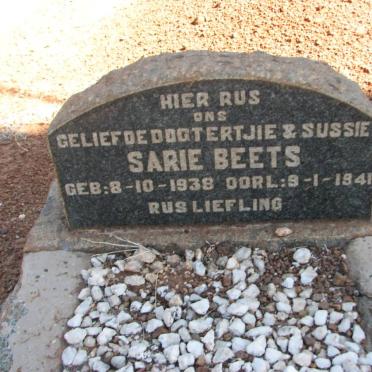 HIER RUS
ONS
GELIEFDE DOGTERTJIE & SUSSIE
SARIE BEETS
GEB: 8-10-1938 OORL: 9-1-1941
RUS LIEFLING